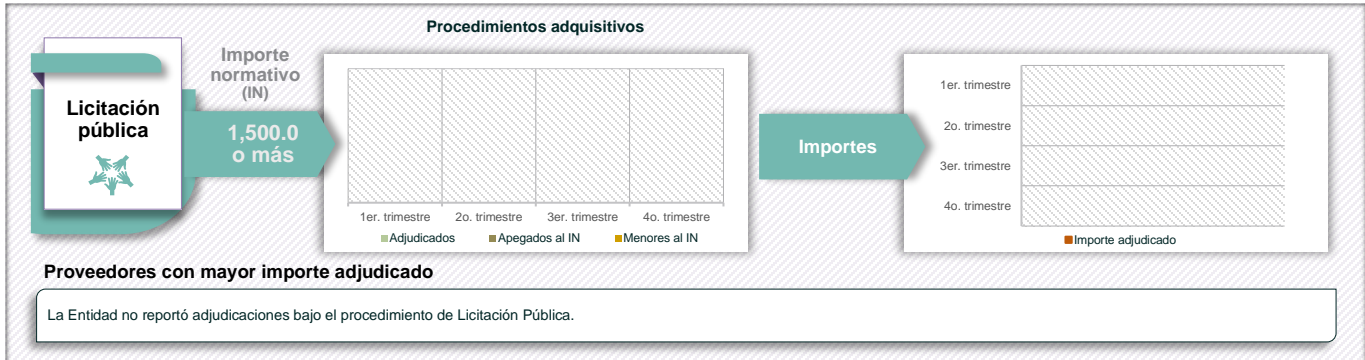 Procedimientos adquisitivos
Licitación
pública
Importe
normativo
(IN)
1,500.0
o más
1er. trimestre 2o. trimestre 3er. trimestre 4o. trimestre
Adjudicados Apegados al IN Menores al IN
Importes
1er. trimestre
2o. trimestre
3er. trimestre
4o. trimestre
Importe adjudicado
Proveedores con mayor importe adjudicado
La Entidad no reportó adjudicaciones bajo el procedimiento de Licitación Pública.